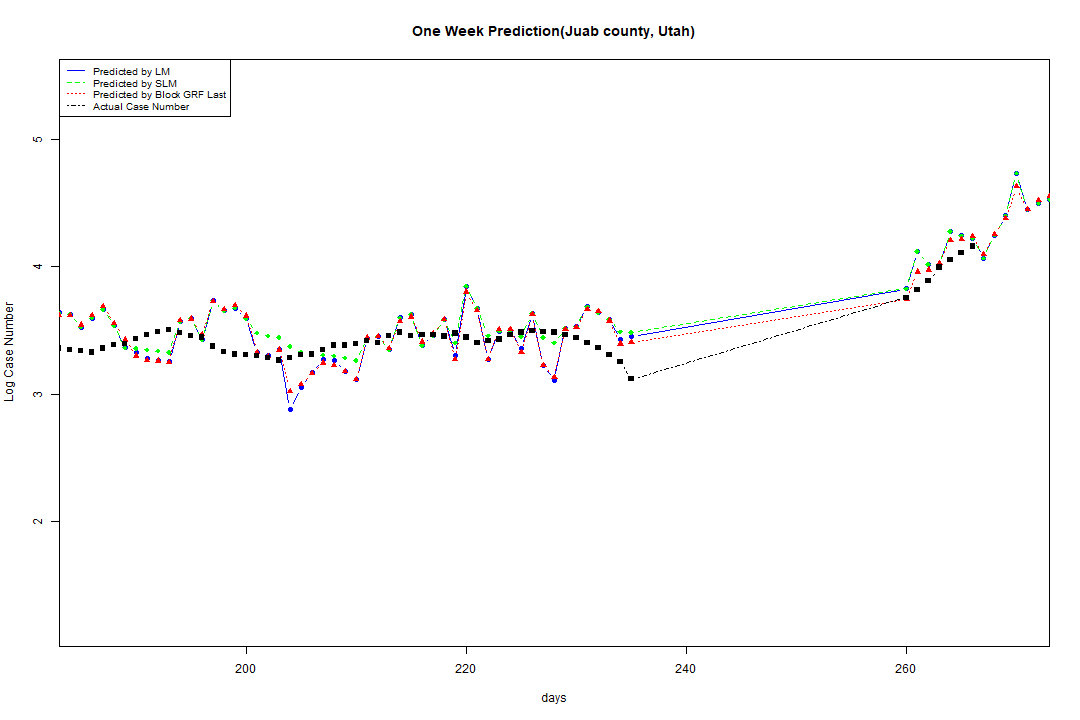 One Week Prediction(Juab county, Utah)
Predicted by LM
Predicted by SLM
Predicted by Block GRF Last
Actual Case Number
5
4
3
2
Log Case Number
200
220
240
260
days